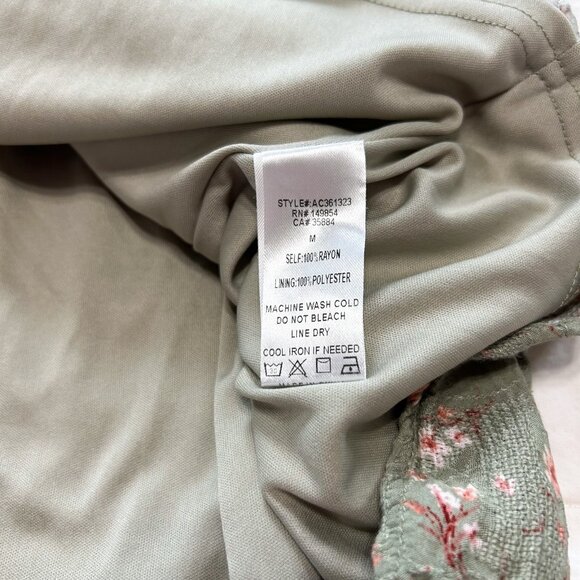 STYLE#:AC361323
RN# 149854
CA# 35884
M
SELF:100%RAYON
LINING:100%POLYESTER
MACHINE WASH COLD
DO NOT BLEACH
LINE DRY
COOL IRON IF NEEDED